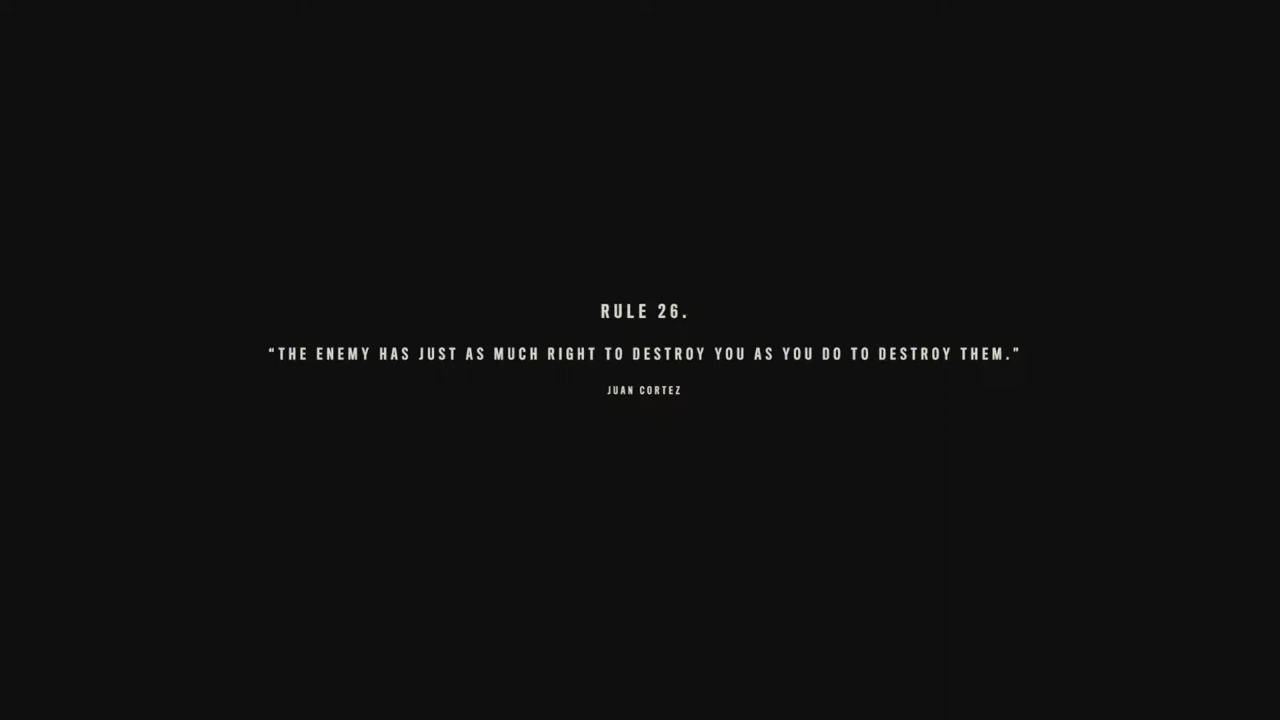 RULE 26.
“THE ENEMY HAS JUST AS MUCH RIGHT TO DESTROY YOU AS YOU DO TO DESTROY THEM.”
JUAN CORTEZ